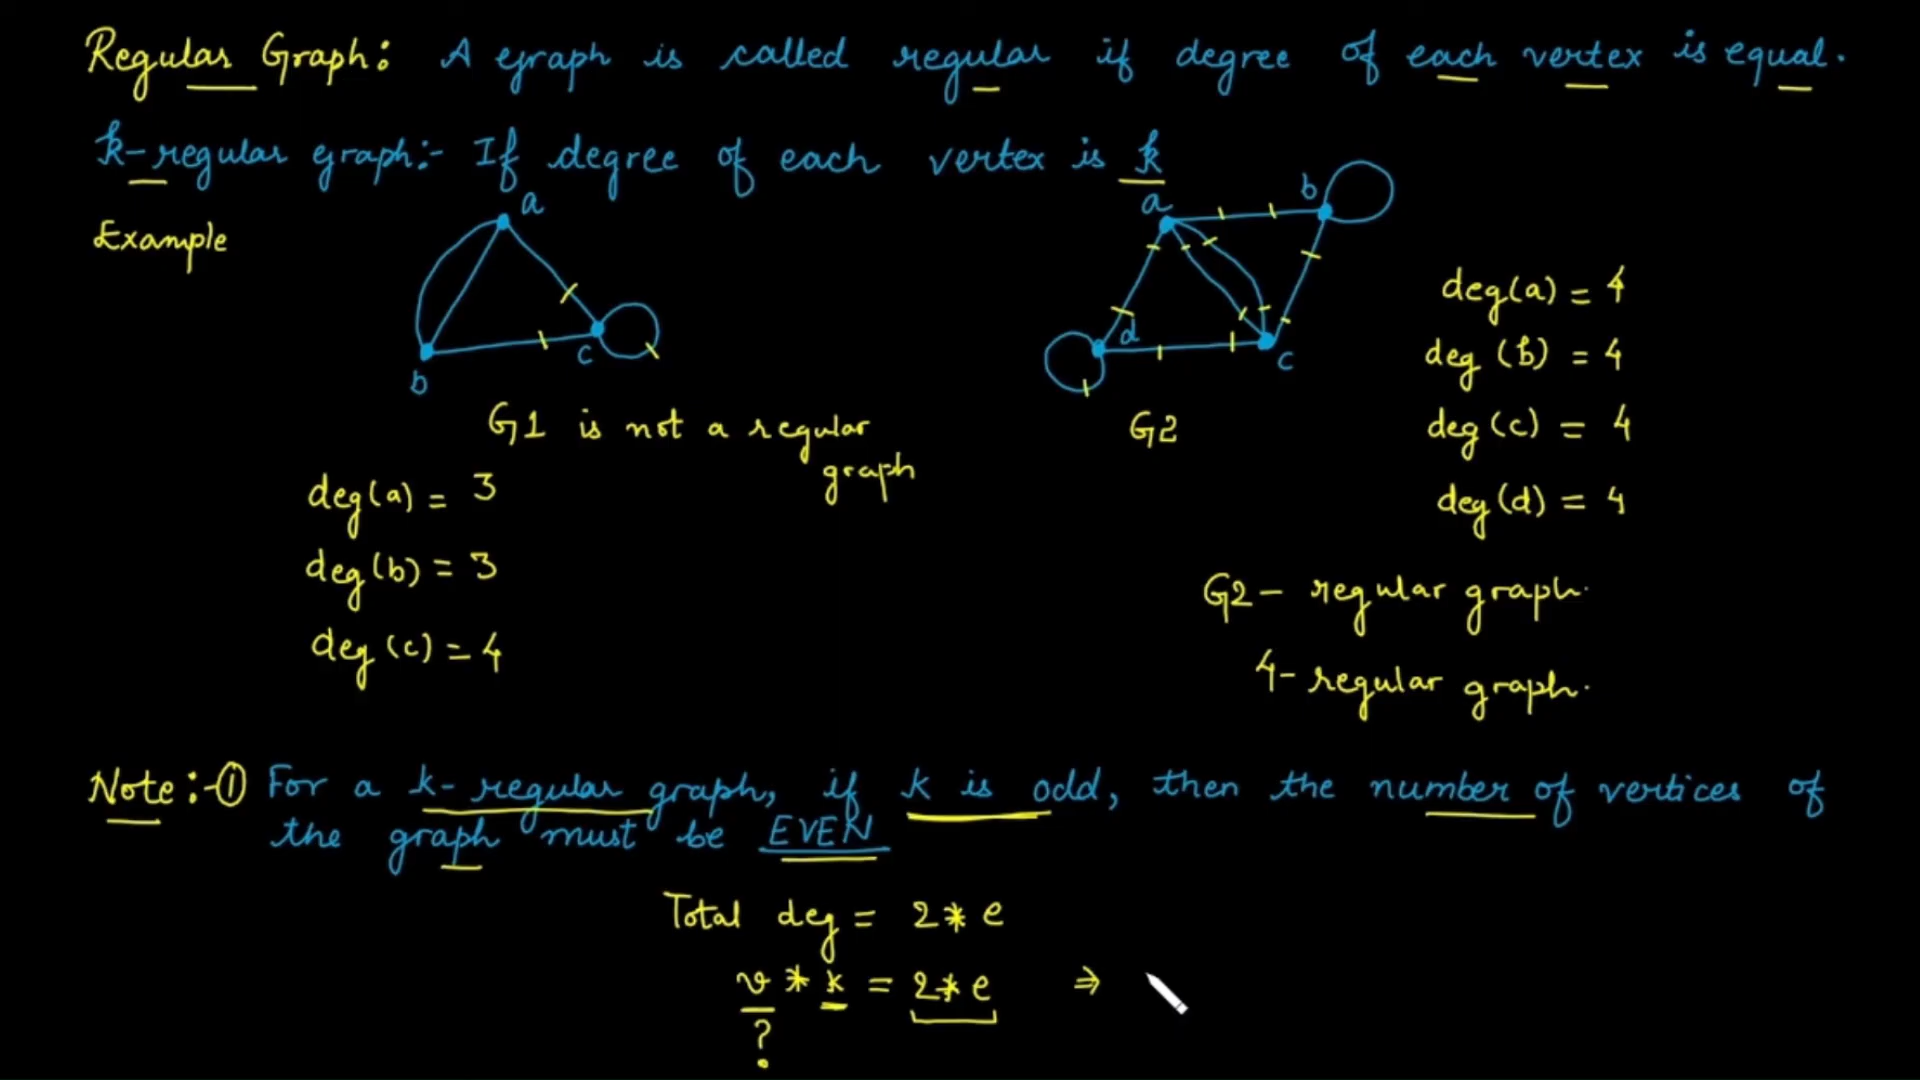 Regular Graph: A graph is called regular if degree of each vertex is equal.
k-regular graph:- If degree of each vertex is k
Example
a
b
c
G1 is not a regular
graph
deg(a) = 3
deg(b) = 3
deg(c) = 4
a
b
d
c
G2
deg(a) = 4
deg(b) = 4
deg(c) = 4
deg(d) = 4
G2 - regular graph.
4- regular graph.
Note:-① For a k-regular graph, if k is odd, then the number of vertices of
the graph must be EVEN
Total deg = 2*e
v * k = 2*e ⇒
?